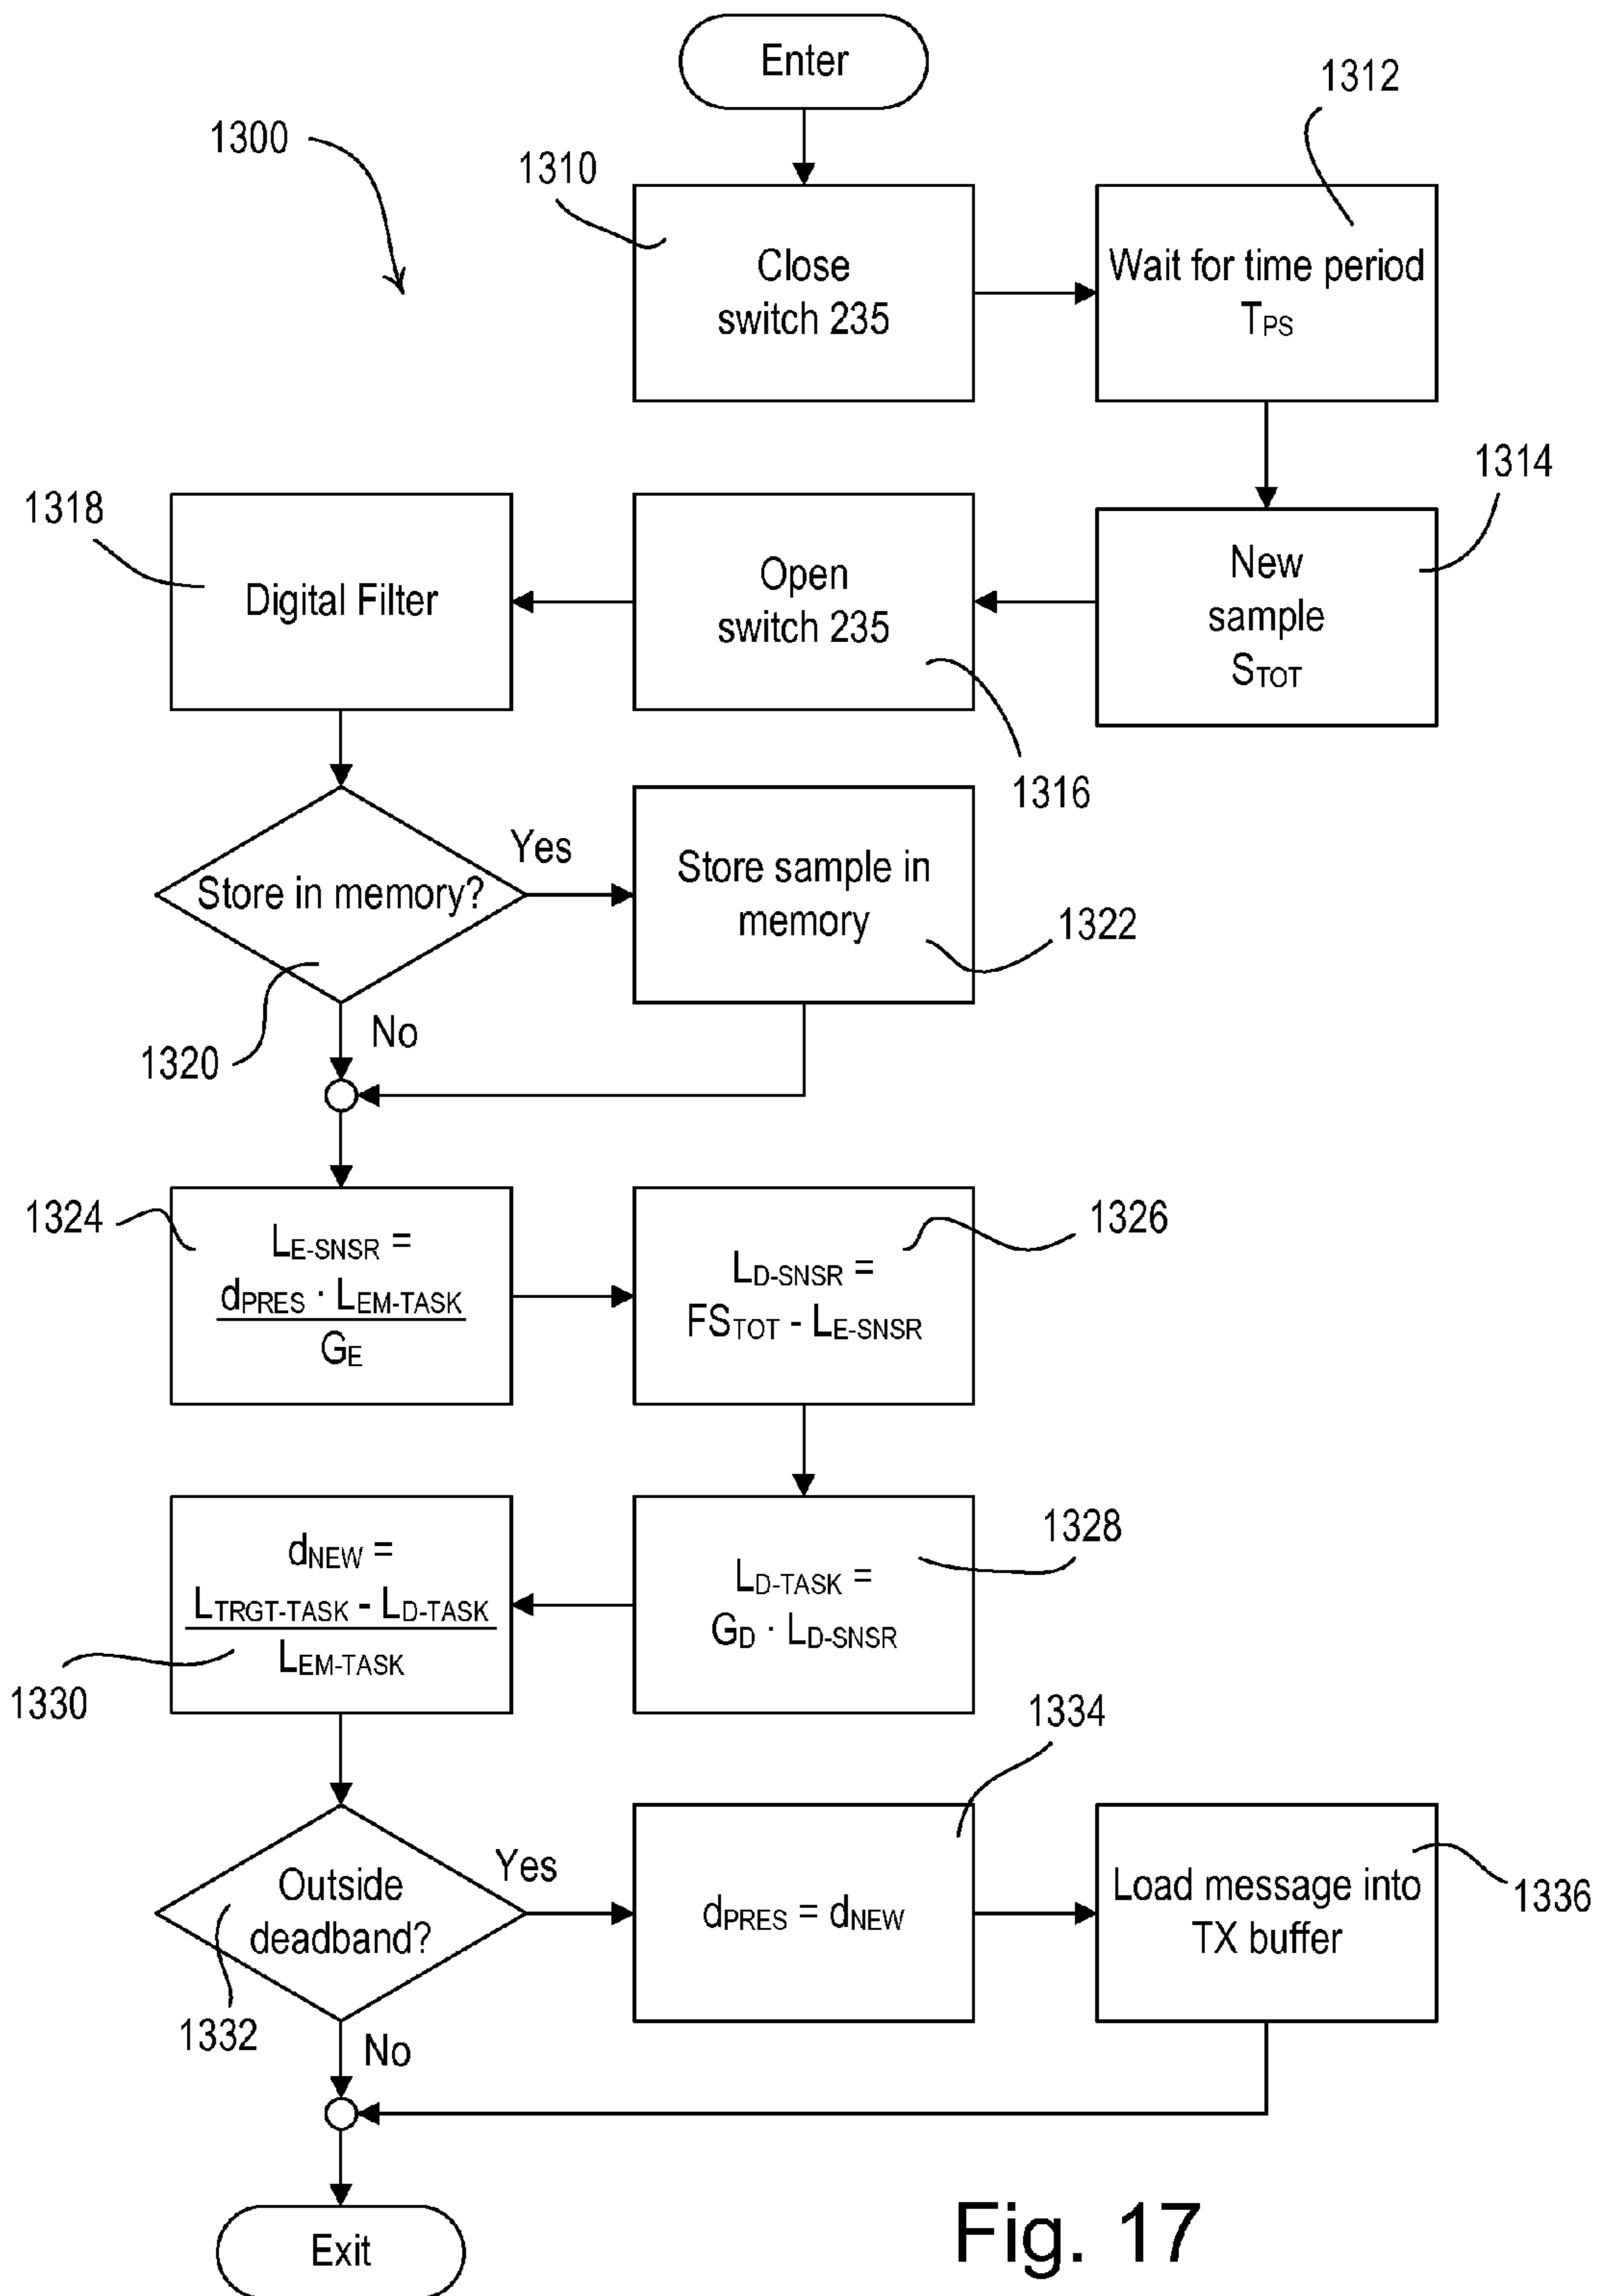 Enter
1300
1310
Close
switch 235
1312
Wait for time period
TPS
1314
New
sample
STOT
1316
Open
switch 235
1318
Digital Filter
1320
Store in memory?
Yes
No
1322
Store sample in
memory
1324
LE-SNSR =
dPRES · LEM-TASK
GE
1326
LD-SNSR =
FSTOT - LE-SNSR
1328
LD-TASK =
GD · LD-SNSR
1330
dNEW =
LTRGT-TASK - LD-TASK
LEM-TASK
1332
Outside
deadband?
Yes
No
1334
dPRES = dNEW
1336
Load message into
TX buffer
Exit
Fig. 17